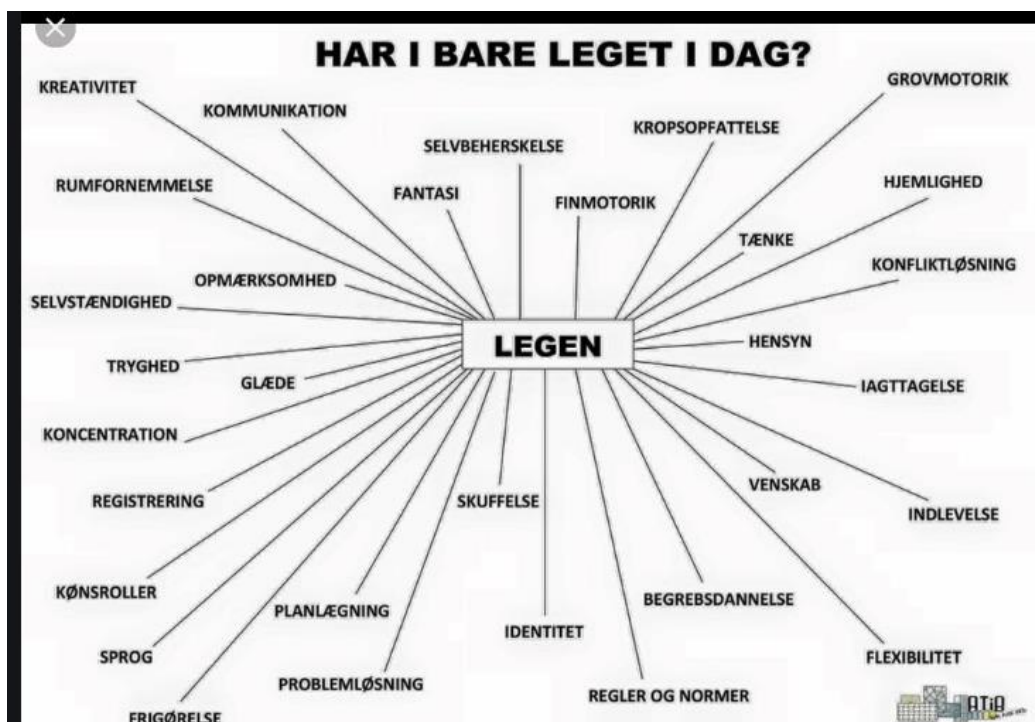 HAR I BARE LEGET I DAG?
KREATIVITET
KOMMUNIKATION
SELVBEHERSKELSE
KROPSOPFATTELSE
GROVMOTORIK
RUMFORNEMMELSE
FANTASI
FINMOTORIK
HJEMLIGHED
TÆNKE
OPMÆRKSOMHED
KONFLIKTLØSNING
SELVSTÆNDIGHED
LEGEN
HENSYN
TRYGHED
GLÆDE
IAGTTAGELSE
KONCENTRATION
REGISTRERING
SKUFFELSE
VENSKAB
INDLEVELSE
KØNSROLLER
PLANLÆGNING
IDENTITET
BEGREBSDANNELSE
SPROG
FLEXIBILITET
PROBLEMLØSNING
REGLER OG NORMER
FRIGØRELSE
ATiA